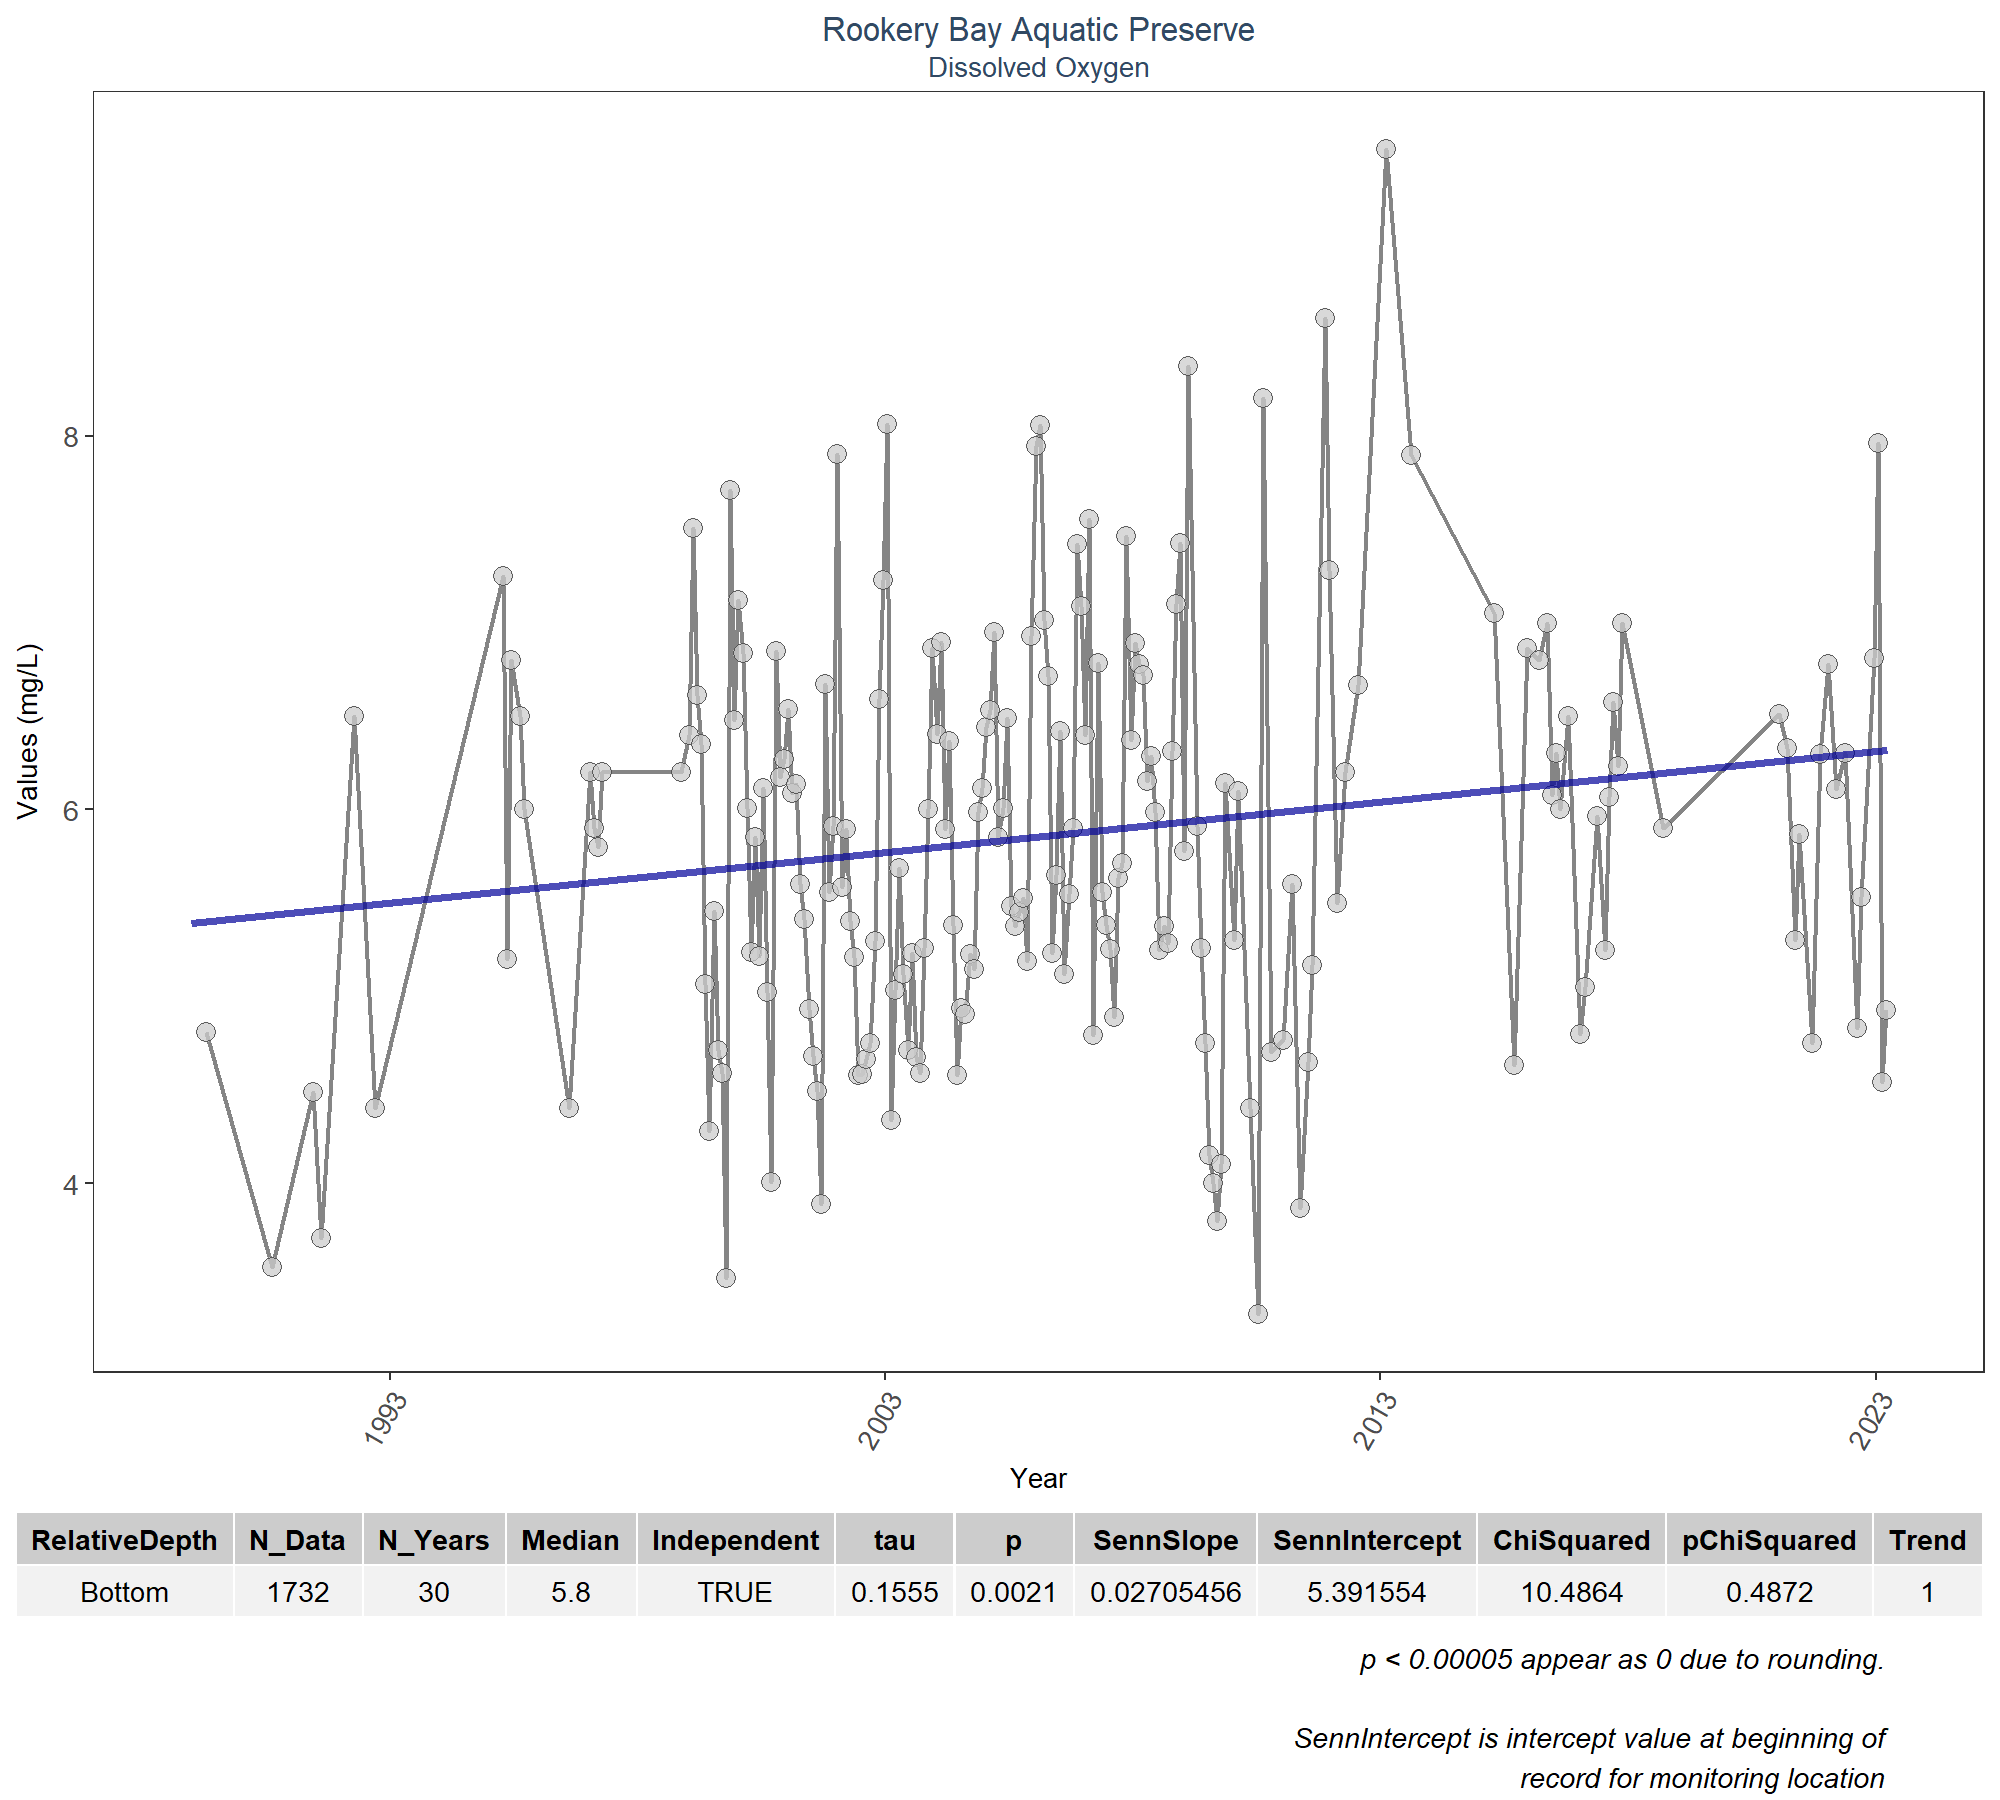 Rookery Bay Aquatic Preserve
Dissolved Oxygen
Values (mg/L)
8
6
4
1993
2003
2013
2023
Year
RelativeDepth N_Data N_Years Median Independent tau p SennSlope SennIntercept ChiSquared pChiSquared Trend
Bottom 1732 30 5.8 TRUE 0.1555 0.0021 0.02705456 5.391554 10.4864 0.4872 1
p < 0.00005 appear as 0 due to rounding.
SennIntercept is intercept value at beginning of
record for monitoring location